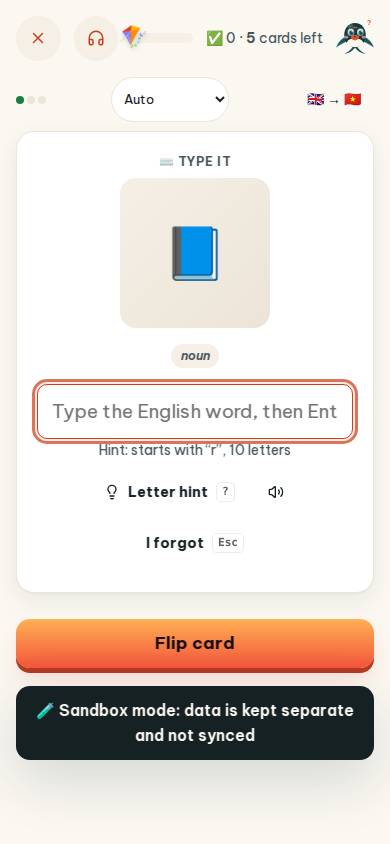 ✅ 0 · 5 cards left
Auto
🇬🇧 → 🇻🇳
⌨️ TYPE IT
noun
Type the English word, then Ent
Hint: starts with “r”, 10 letters
Letter hint ?
I forgot Esc
Flip card
🧪 Sandbox mode: data is kept separate
and not synced